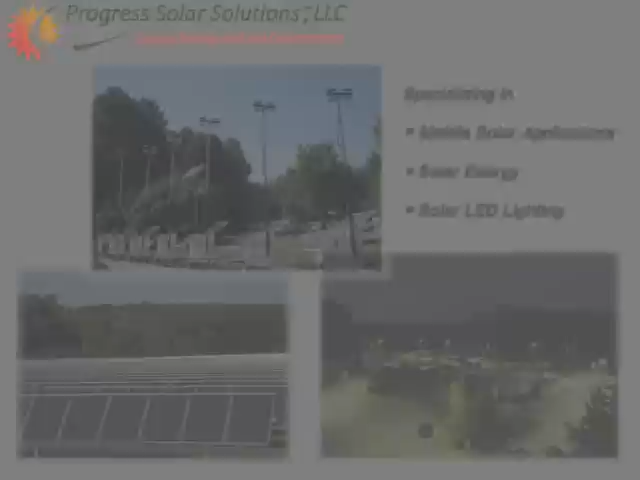 Progress Solar Solutions, LLC
Specializing in
• Mobile Solar Applications
• Solar Energy
• Solar LED Lighting